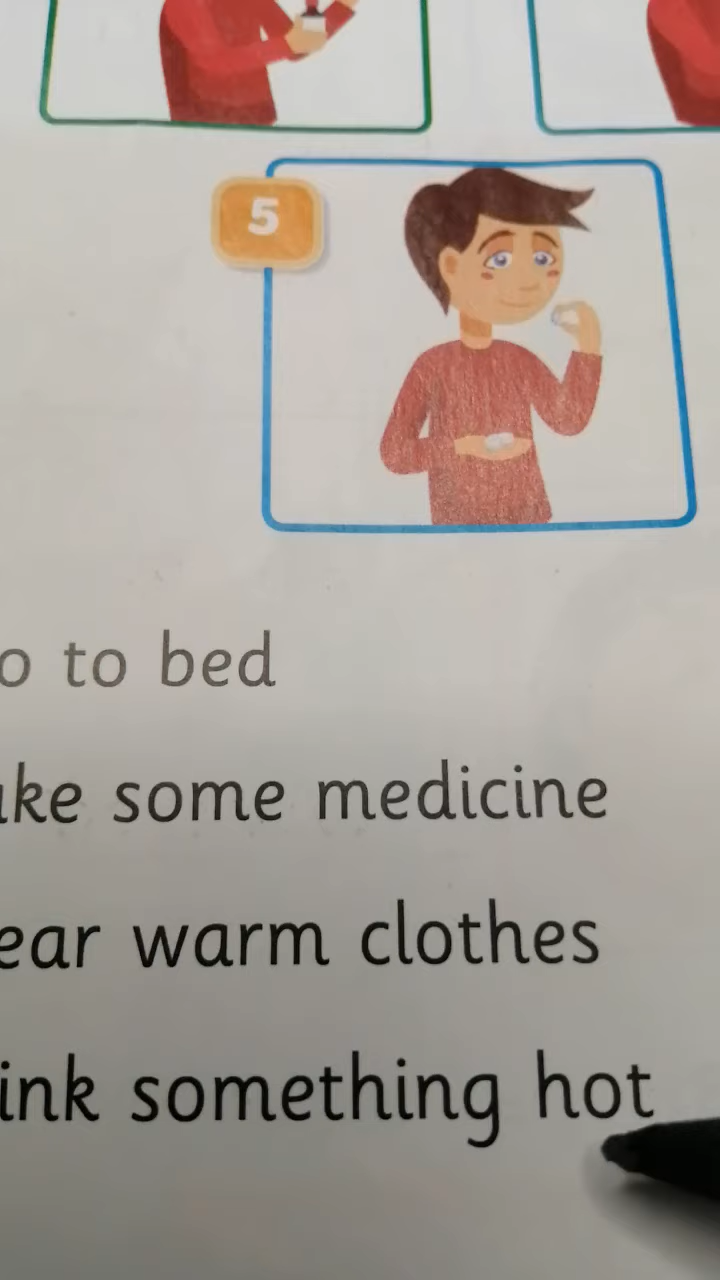 5
o to bed
ake some medicine
ear warm clothes
ink something hot